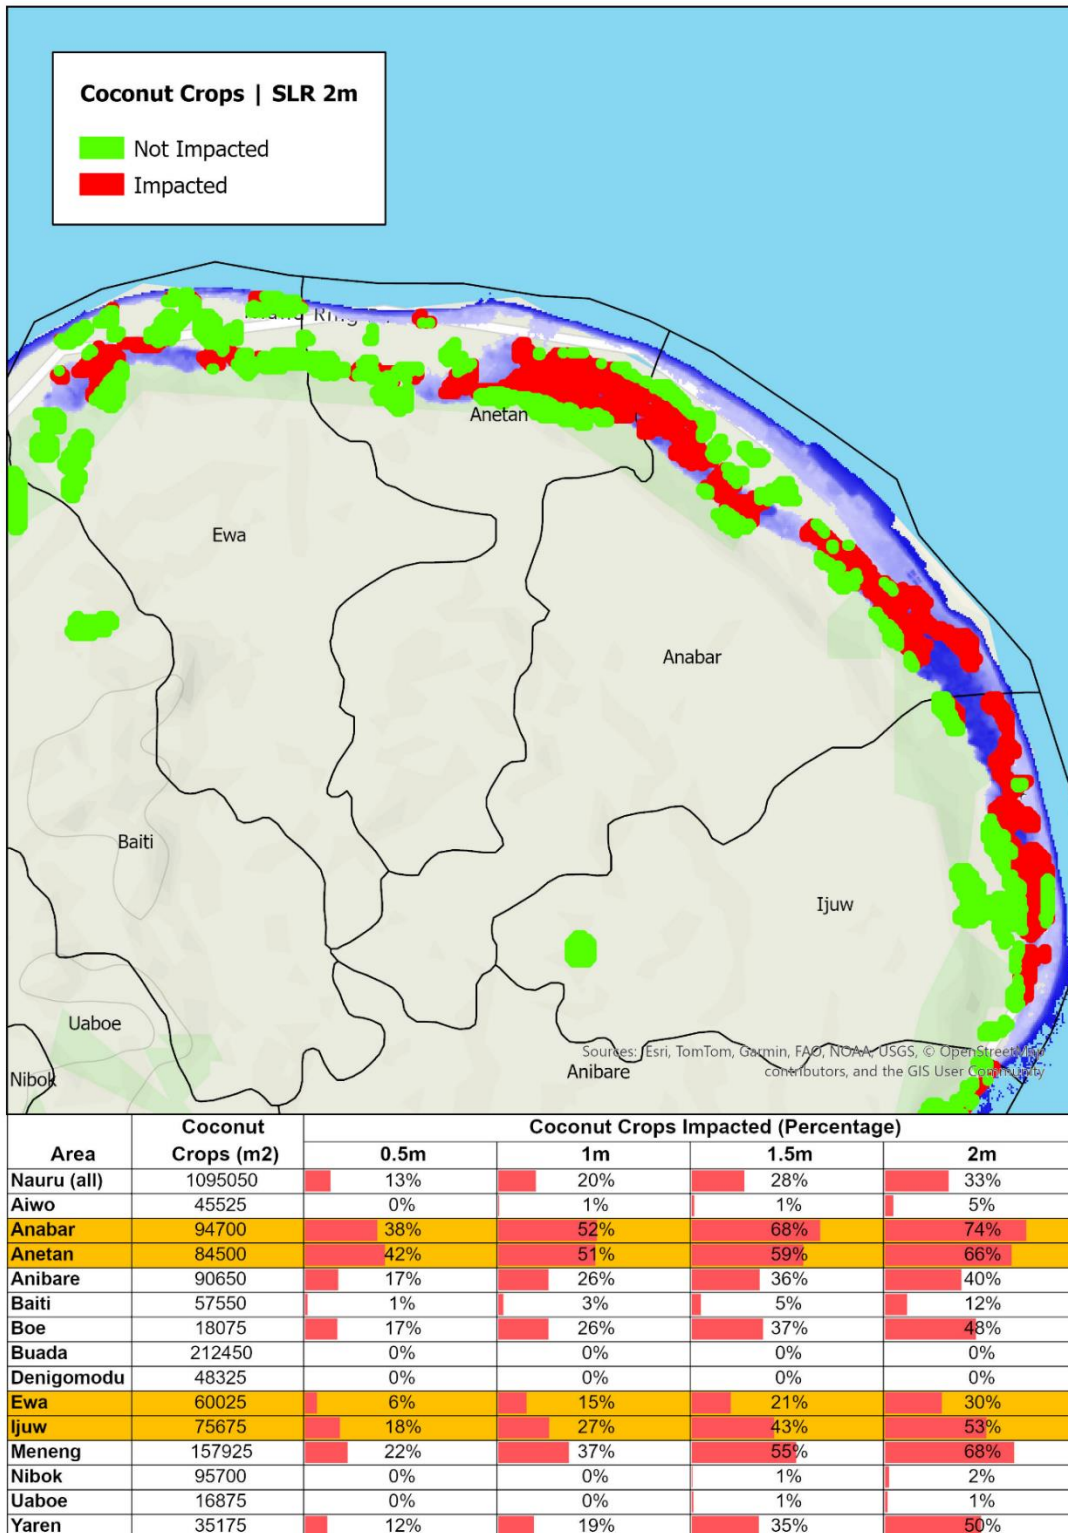 Coconut Crops | SLR 2m
Not Impacted
Impacted
Anetan
Ewa
Anabar
Baiti
Ijuw
Uaboe
Nibok
Anibare
Sources: Esri, TomTom, Garmin, FAO, NOAA, USGS, © OpenStreetMap
contributors, and the GIS User Community
Area Coconut Crops (m2) Coconut Crops Impacted (Percentage)
0.5m 1m 1.5m 2m
Nauru (all) 1095050 13% 20% 28% 33%
Aiwo 45525 0% 1% 1% 5%
Anabar 94700 38% 52% 68% 74%
Anetan 84500 42% 51% 59% 66%
Anibare 90650 17% 26% 36% 40%
Baiti 57550 1% 3% 5% 12%
Boe 18075 17% 26% 37% 48%
Buada 212450 0% 0% 0% 0%
Denigomodu 48325 0% 0% 0% 0%
Ewa 60025 6% 15% 21% 30%
Ijuw 75675 18% 27% 43% 53%
Meneng 157925 22% 37% 55% 68%
Nibok 95700 0% 0% 1% 2%
Uaboe 16875 0% 0% 1% 1%
Yaren 35175 12% 19% 35% 50%